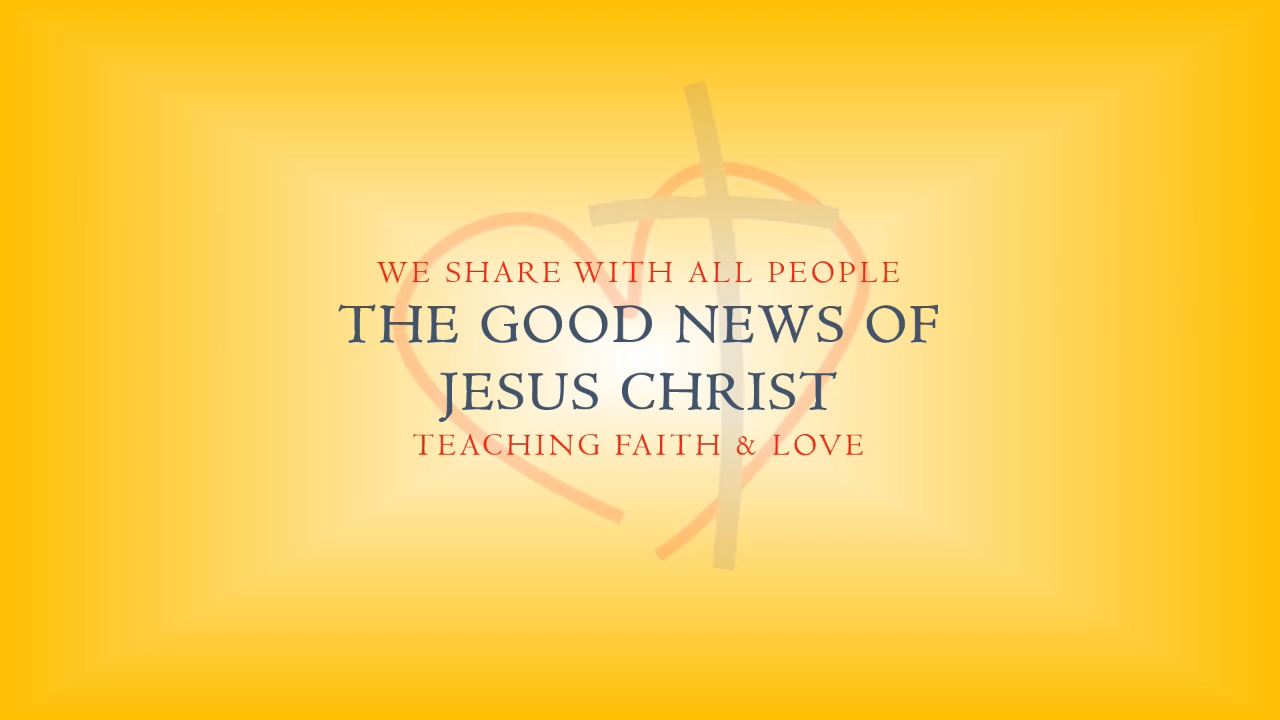 WE SHARE WITH ALL PEOPLE
THE GOOD NEWS OF
JESUS CHRIST
TEACHING FAITH & LOVE